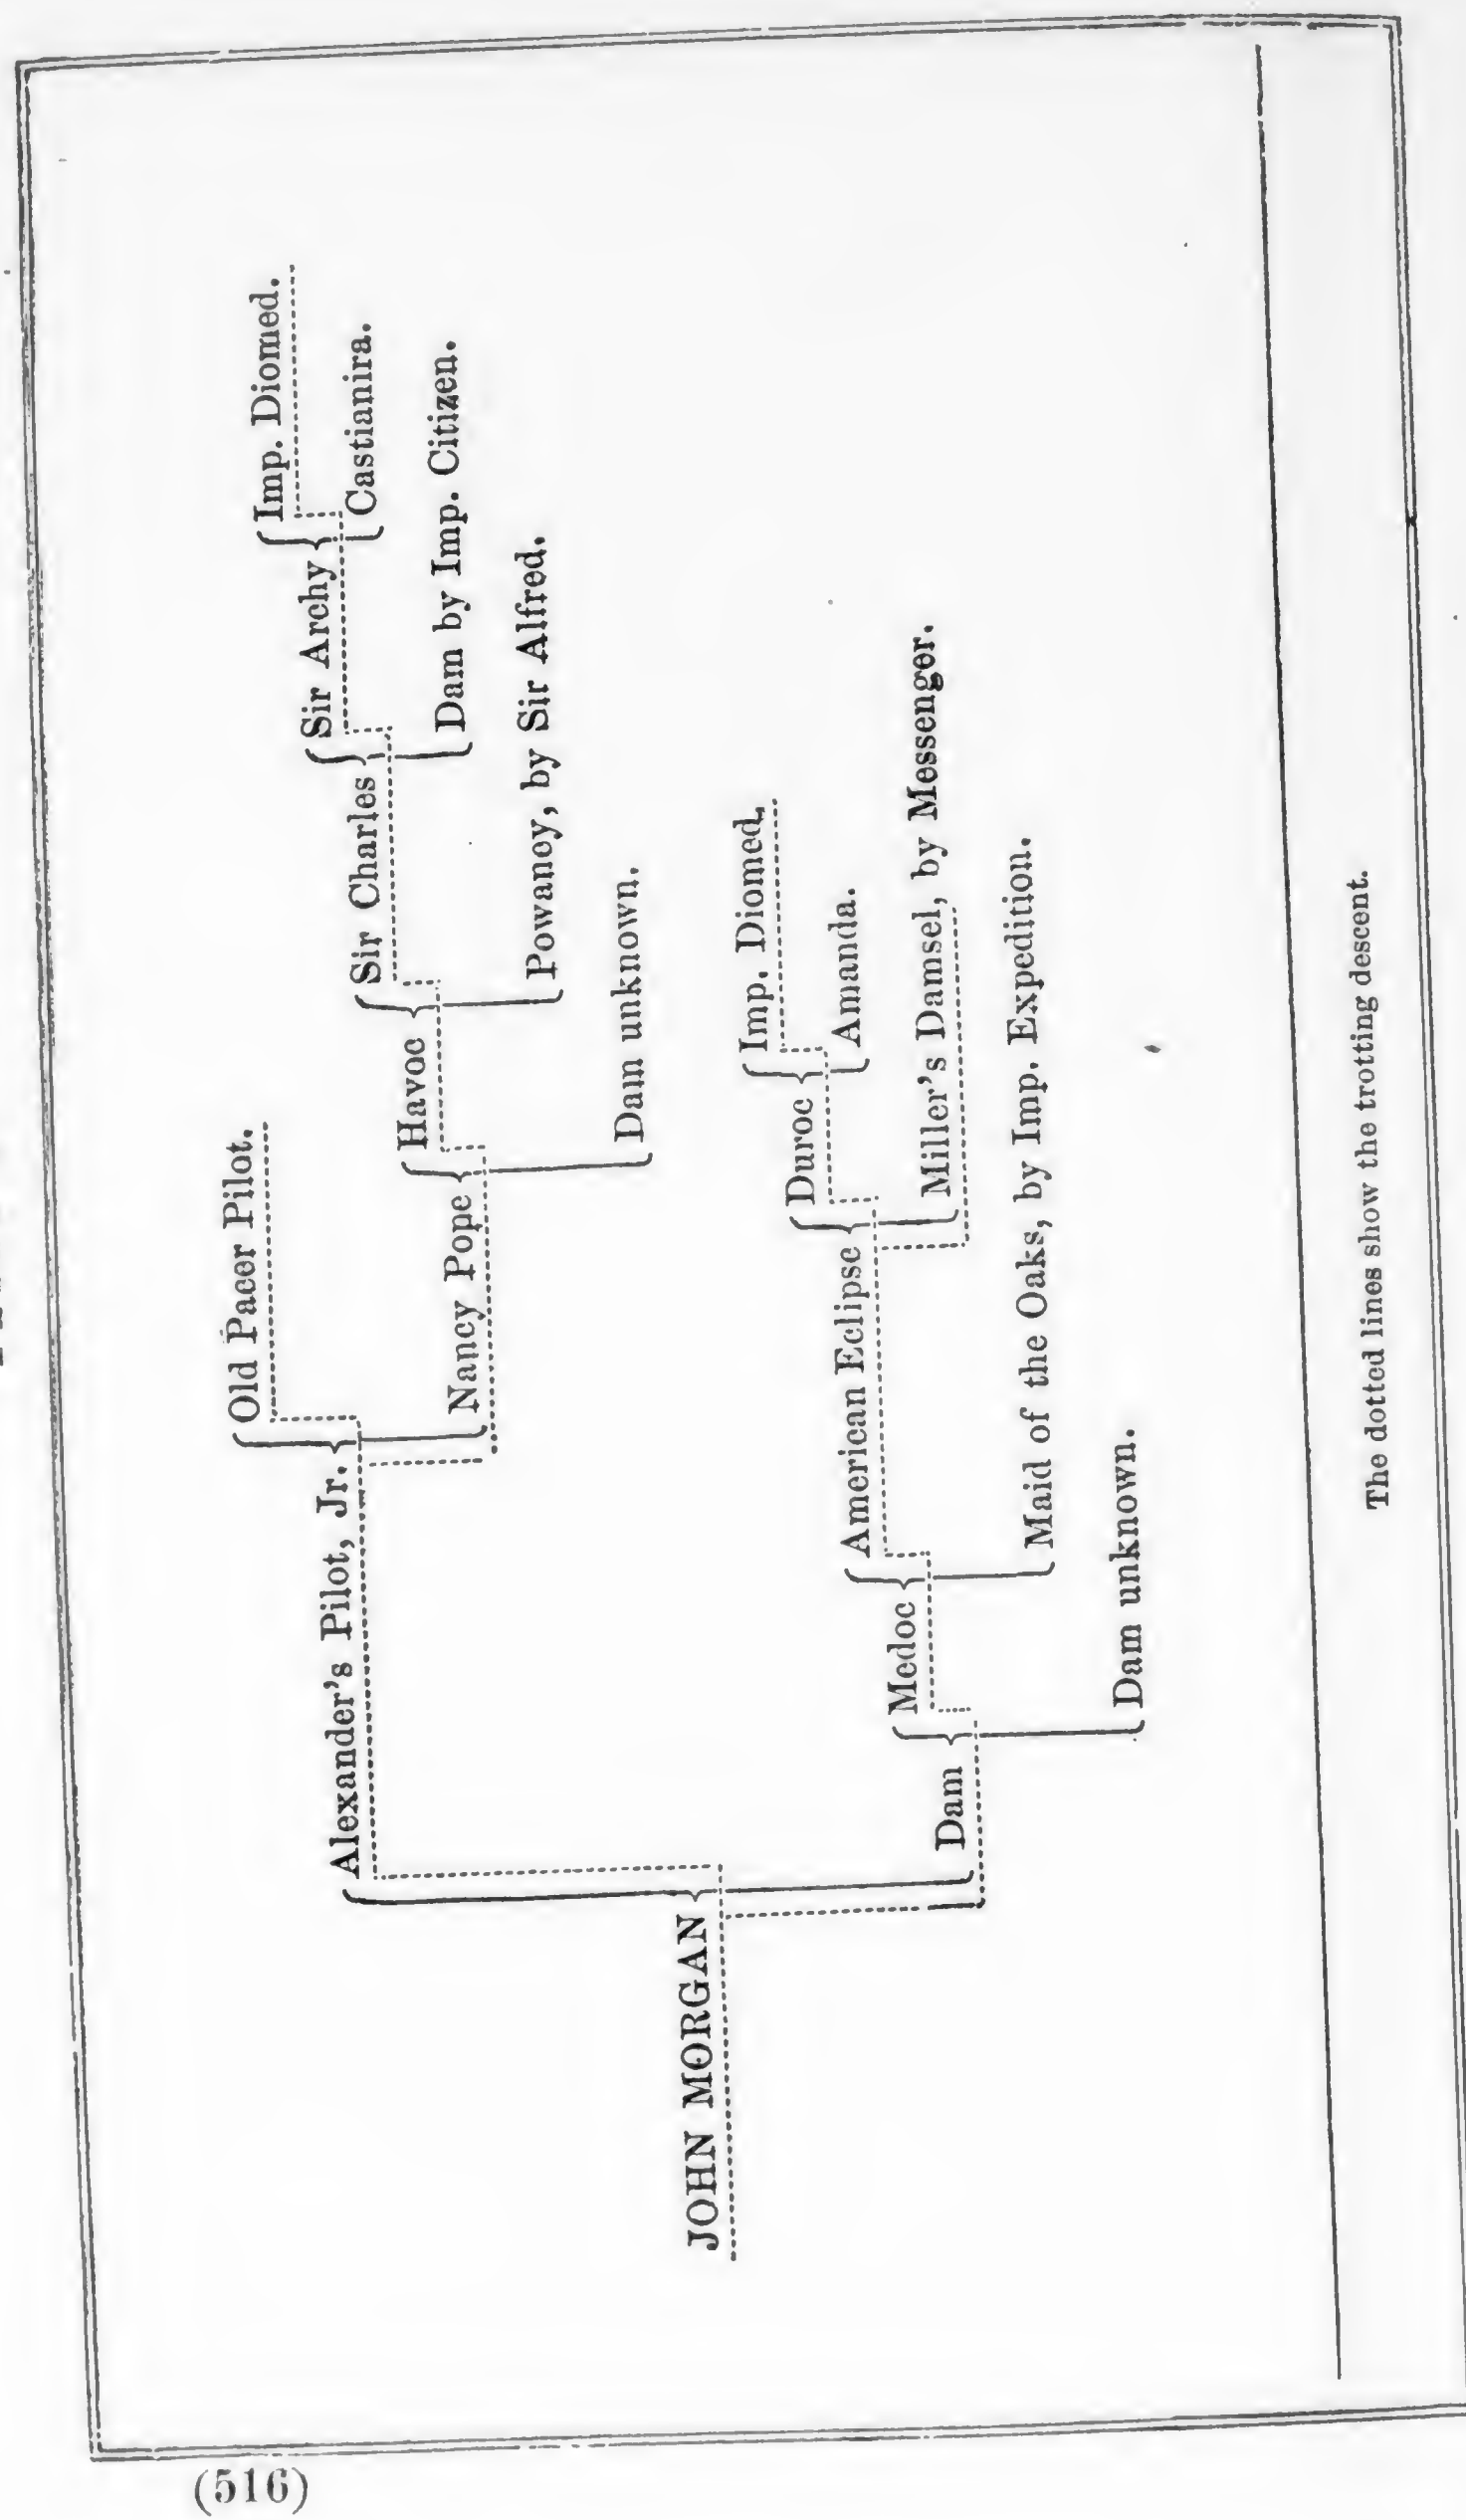 Imp. Diomed.
Sir Archy
Castianira.
Sir Charles
Dam by Imp. Citizen.
Old Pacer Pilot.
Havoc
Powancy, by Sir Alfred.
Alexander's Pilot, Jr.
Nancy Pope
Dam unknown.
JOHN MORGAN
Imp. Diomed.
Duroc
Amanda.
American Eclipse
Miller's Damsel, by Messenger.
Medoc
Maid of the Oaks, by Imp. Expedition.
Dam
Dam unknown.
The dotted lines show the trotting descent.
(516)